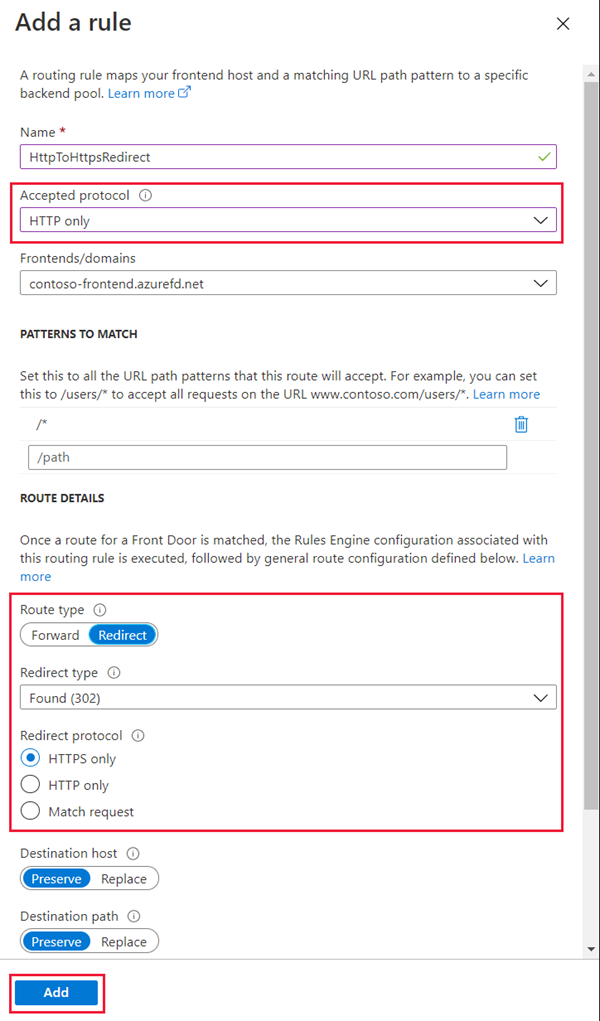 Add a rule
A routing rule maps your frontend host and a matching URL path pattern to a specific
backend pool. Learn more
Name *
HttpToHttpsRedirect
Accepted protocol
HTTP only
Frontends/domains
contoso-frontend.azurefd.net
PATTERNS TO MATCH
Set this to all the URL path patterns that this route will accept. For example, you can set
this to /users/* to accept all requests on the URL www.contoso.com/users/*. Learn more
/*
/path
ROUTE DETAILS
Once a route for a Front Door is matched, the Rules Engine configuration associated with
this routing rule is executed, followed by general route configuration defined below. Learn
more
Route type
Forward Redirect
Redirect type
Found (302)
Redirect protocol
HTTPS only
HTTP only
Match request
Destination host
Preserve Replace
Destination path
Preserve Replace
Add